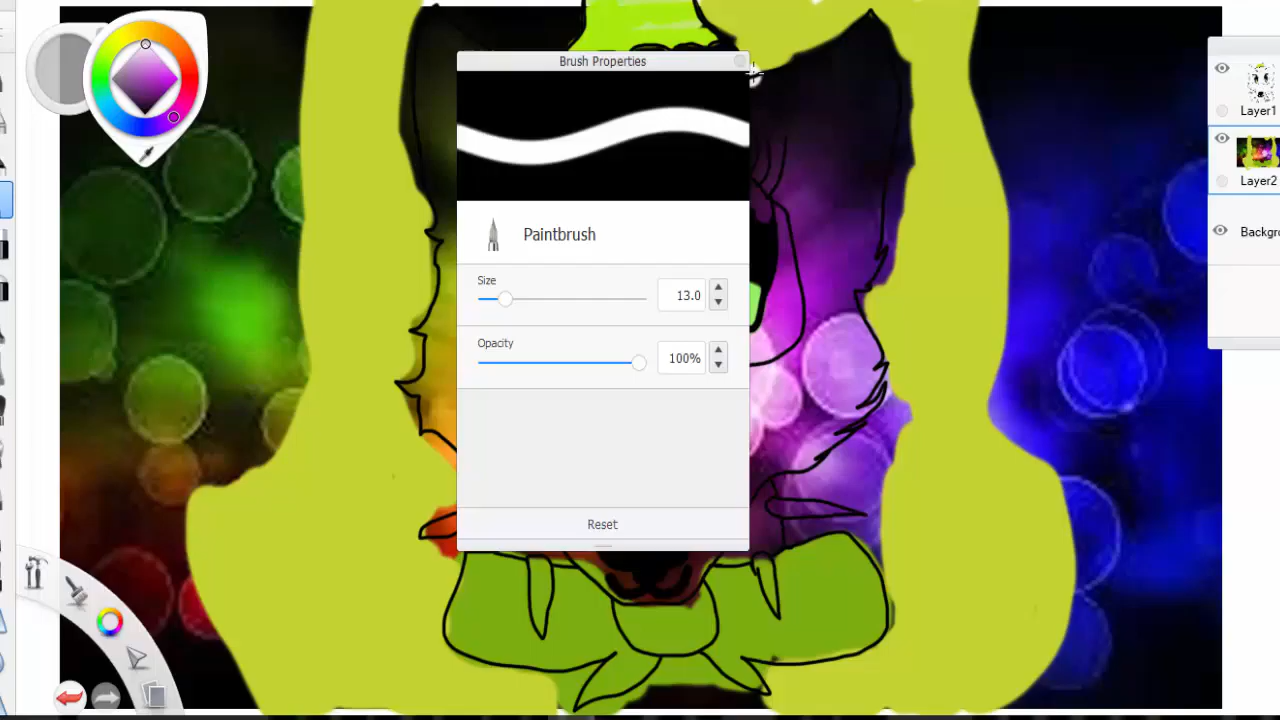 Brush Properties
Layer1
Paintbrush
Layer2
Size
13.0
Backgro
Opacity
100%
Reset